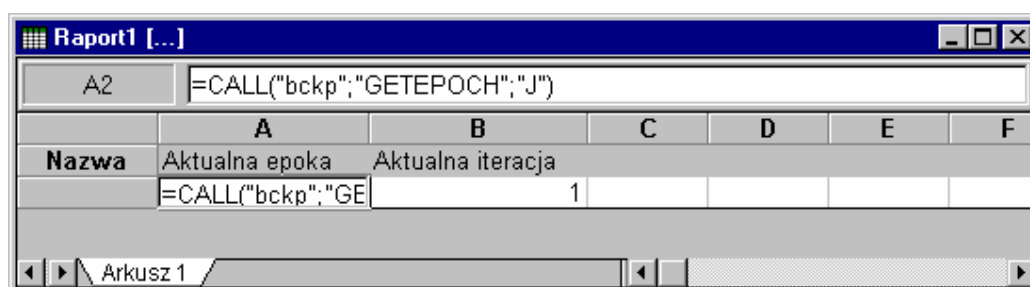 Raport1 [...]
A2 =CALL("bckp";"GETEPOCH";"J")
A B C D E F
Nazwa Aktualna epoka Aktualna iteracja
=CALL("bckp";"GE 1
Arkusz 1